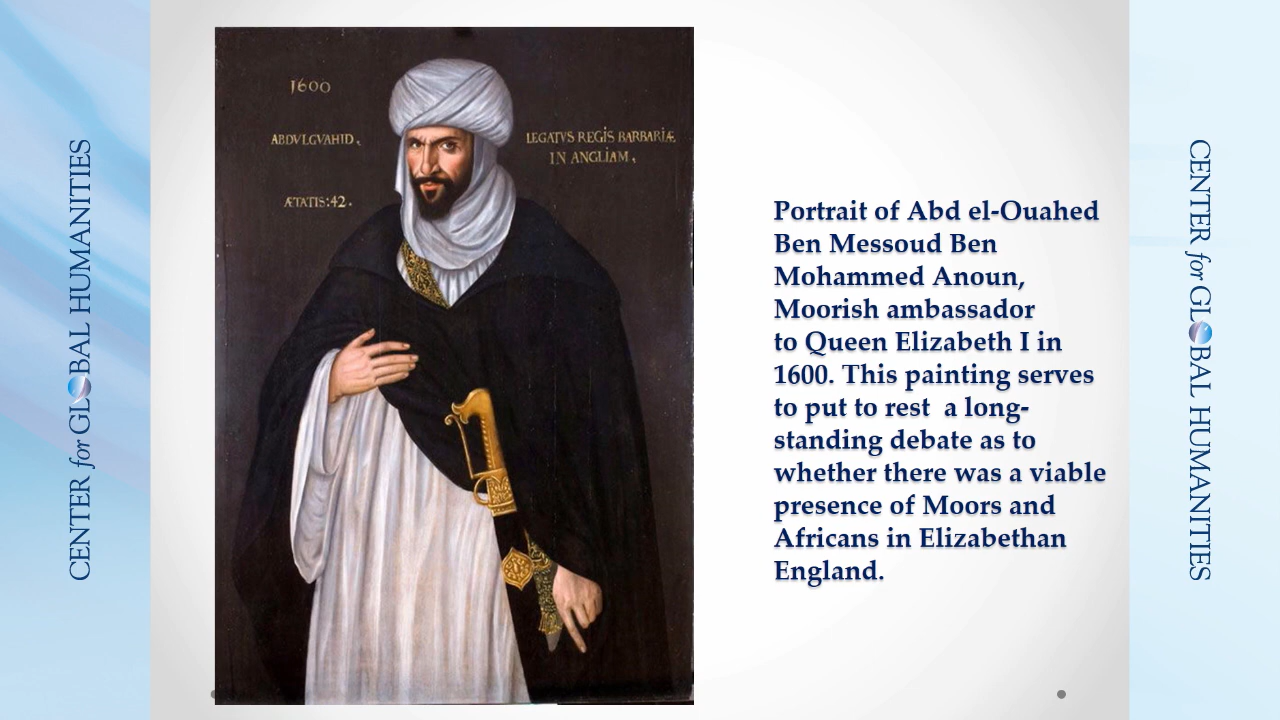 CENTER for GLOBAL HUMANITIES
1600
ABDVLGVAHID.
ÆTATIS:42.
LEGATVS REGIS BARBARIÆ
IN ANGLIAM.
Portrait of Abd el-Ouahed
Ben Messoud Ben
Mohammed Anoun,
Moorish ambassador
to Queen Elizabeth I in
1600. This painting serves
to put to rest  a long-
standing debate as to
whether there was a viable
presence of Moors and
Africans in Elizabethan
England.
CENTER for GLOBAL HUMANITIES